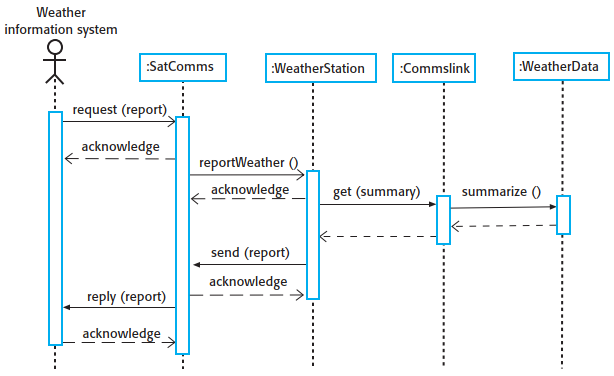 Weather
information system
:SatComms
:WeatherStation
:Commslink
:WeatherData
request (report)
acknowledge
reportWeather ()
acknowledge
get (summary)
summarize ()
send (report)
acknowledge
reply (report)
acknowledge